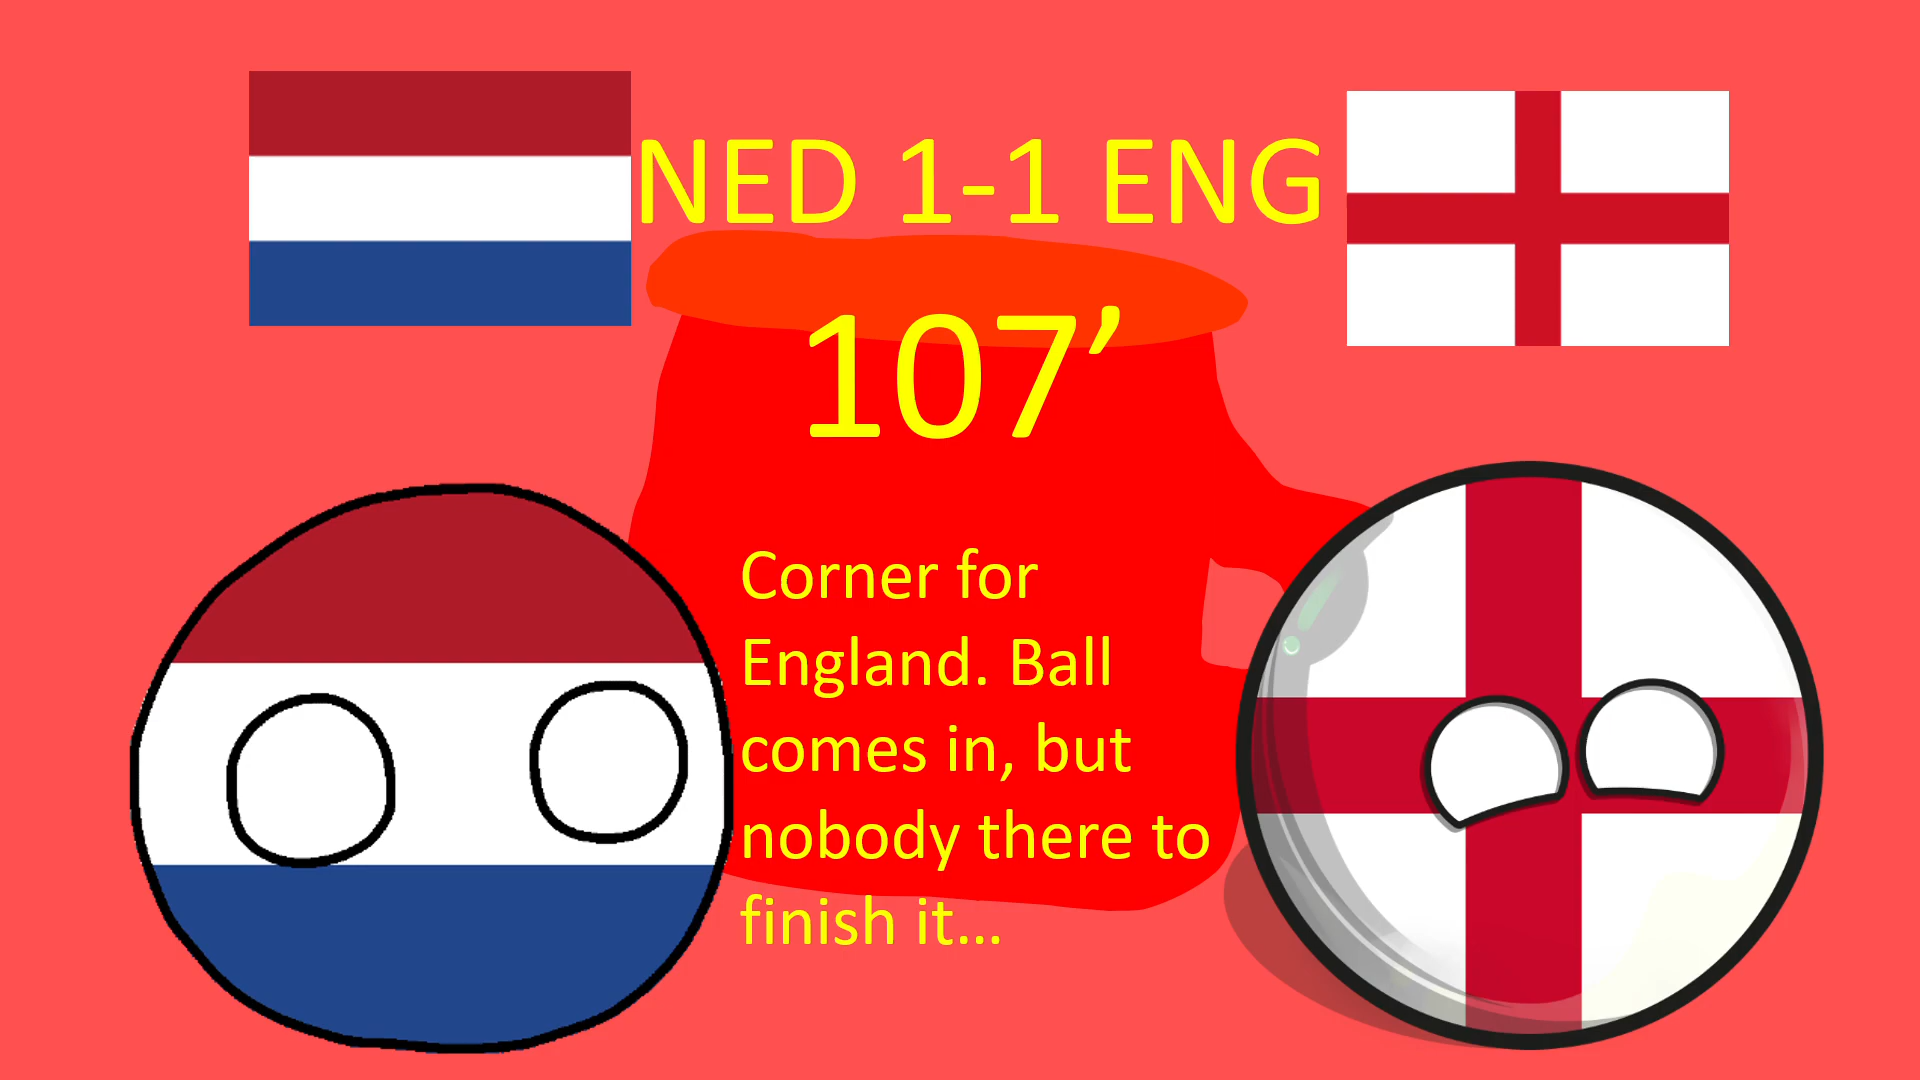 NED 1-1 ENG
107’
Corner for
England. Ball
comes in, but
nobody there to
finish it...